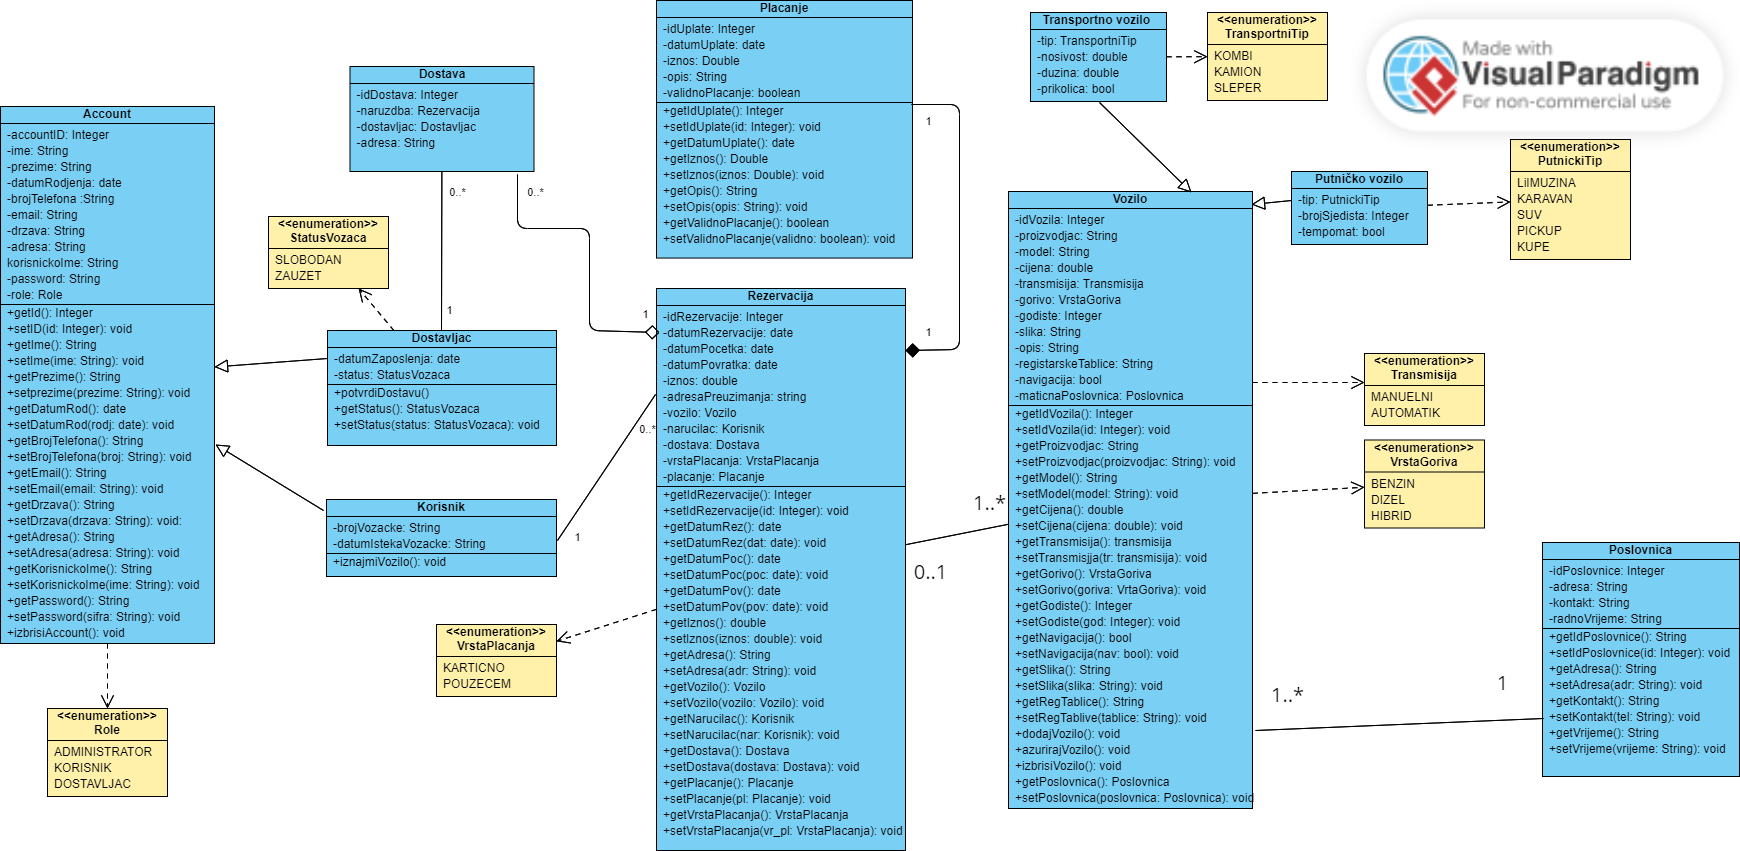 Account
-accountID: Integer
-ime: String
-prezime: String
-datumRodjenja: date
-brojTelefona :String
-email: String
-drzava: String
-adresa: String
korisnickoIme: String
-password: String
-role: Role
+getId(): Integer
+setID(id: Integer): void
+getIme(): String
+setIme(ime: String): void
+getPrezime(): String
+setprezime(prezime: String): void
+getDatumRod(): date
+setDatumRod(rodj: date): void
+getBrojTelefona(): String
+setBrojTelefona(broj: String): void
+getEmail(): String
+setEmail(email: String): void
+getDrzava(): String
+setDrzava(drzava: String): void:
+getAdresa(): String
+setAdresa(adresa: String): void
+getKorisnickoIme(): String
+setKorisnickoIme(ime: String): void
+getPassword(): String
+setPassword(sifra: String): void
+izbrisiAccount(): void
<<enumeration>>
Role
ADMINISTRATOR
KORISNIK
DOSTAVLJAC
Dostava
-idDostava: Integer
-naruzdba: Rezervacija
-dostavljac: Dostavljac
-adresa: String
0..*
0..*
1
1
<<enumeration>>
StatusVozaca
SLOBODAN
ZAUZET
Dostavljac
-datumZaposlenja: date
-status: StatusVozaca
+potvrdiDostavu()
+getStatus(): StatusVozaca
+setStatus(status: StatusVozaca): void
Korisnik
-brojVozacke: String
-datumIstekaVozacke: String
+iznajmiVozilo(): void
0..*
1
<<enumeration>>
VrstaPlacanja
KARTICNO
POUZECEM
Placanje
-idUplate: Integer
-datumUplate: date
-iznos: Double
-opis: String
-validnoPlacanje: boolean
+getIdUplate(): Integer
+setIdUplate(id: Integer): void
+getDatumUplate(): date
+getIznos(): Double
+setIznos(iznos: Double): void
+getOpis(): String
+setOpis(opis: String): void
+getValidnoPlacanje(): boolean
+setValidnoPlacanje(validno: boolean): void
1
1
Rezervacija
-idRezervacije: Integer
-datumRezervacije: date
-datumPocetka: date
-datumPovratka: date
-iznos: double
-adresaPreuzimanja: string
-vozilo: Vozilo
-narucilac: Korisnik
-dostava: Dostava
-vrstaPlacanja: VrstaPlacanja
-placanje: Placanje
+getIdRezervacije(): Integer
+setIdRezervacije(id: Integer): void
+getDatumRez(): date
+setDatumRez(dat: date): void
+getDatumPoc(): date
+setDatumPoc(poc: date): void
+getDatumPov(): date
+setDatumPov(pov: date): void
+getIznos(): double
+setIznos(iznos: double): void
+getAdresa(): String
+setAdresa(adr: String): void
+getVozilo(): Vozilo
+setVozilo(vozilo: Vozilo): void
+getNarucilac(): Korisnik
+setNarucilac(nar: Korisnik): void
+getDostava(): Dostava
+setDostava(dostava: Dostava): void
+getPlacanje(): Placanje
+setPlacanje(pl: Placanje): void
+getVrstaPlacanja(): VrstaPlacanja
+setVrstaPlacanja(vr_pl: VrstaPlacanja): void
1..*
0..1
Transportno vozilo
-tip: TransportniTip
-nosivost: double
-duzina: double
-prikolica: bool
<<enumeration>>
TransportniTip
KOMBI
KAMION
SLEPER
Made with
VisualParadigm
For non-commercial use
Putničko vozilo
-tip: PutnickiTip
-brojSjedista: Integer
-tempomat: bool
<<enumeration>>
PutnickiTip
LiIMUZINA
KARAVAN
SUV
PICKUP
KUPE
Vozilo
-idVozila: Integer
-proizvodjac: String
-model: String
-cijena: double
-transmisija: Transmisija
-gorivo: VrstaGoriva
-godiste: Integer
-slika: String
-opis: String
-registarskeTablice: String
-navigacija: bool
-maticnaPoslovnica: Poslovnica
+getIdVozila(): Integer
+setIdVozila(id: Integer): void
+getProizvodjac: String
+setProizvodjac(proizvodjac: String): void
+getModel(): String
+setModel(model: String): void
+getCijena(): double
+setCijena(cijena: double): void
+getTransmisija(): transmisija
+setTransmisjja(tr: transmisija): void
+getGorivo(): VrstaGoriva
+setGorivo(goriva: VrtaGoriva): void
+getGodiste(): Integer
+setGodiste(god: Integer): void
+getNavigacija(): bool
+setNavigacija(nav: bool): void
+getSlika(): String
+setSlika(slika: String): void
+getRegTablice(): String
+setRegTablive(tablice: String): void
+dodajVozilo(): void
+azurirajVozilo(): void
+izbrisiVozilo(): void
+getPoslovnica(): Poslovnica
+setPoslovnica(poslovnica: Poslovnica): void
<<enumeration>>
Transmisija
MANUELNI
AUTOMATIK
<<enumeration>>
VrstaGoriva
BENZIN
DIZEL
HIBRID
1..*
1
Poslovnica
-idPoslovnice: Integer
-adresa: String
-kontakt: String
-radnoVrijeme: String
+getIdPoslovnice(): String
+setIdPoslovnice(id: Integer): void
+getAdresa(): String
+setAdresa(adr: String): void
+getKontakt(): String
+setKontakt(tel: String): void
+getVrijeme(): String
+setVrijeme(vrijeme: String): void